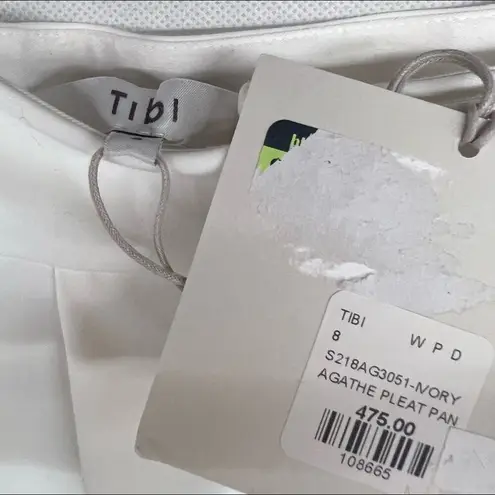 Tibi
TIBI
8 W P D
S218AG3051-IVORY
AGATHE PLEAT PAN
475.00
108665